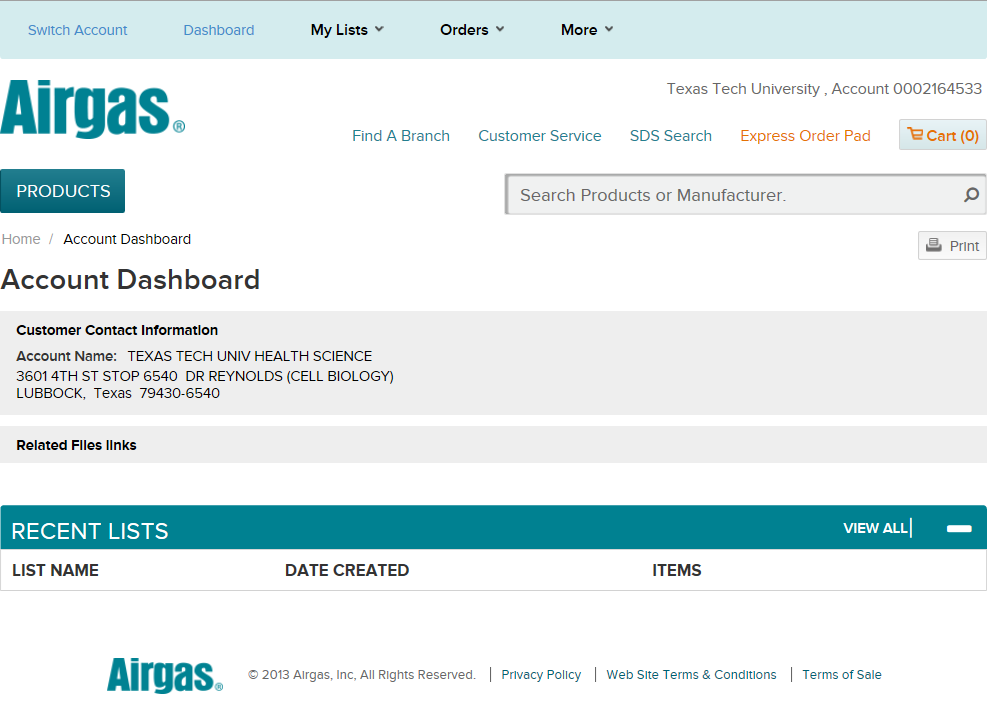 Switch Account Dashboard My Lists Orders More
Airgas®
Texas Tech University , Account 0002164533
Find A Branch Customer Service SDS Search Express Order Pad Cart (0)
PRODUCTS
Search Products or Manufacturer.
Home / Account Dashboard
Print
Account Dashboard
Customer Contact Information
Account Name: TEXAS TECH UNIV HEALTH SCIENCE
3601 4TH ST STOP 6540 DR REYNOLDS (CELL BIOLOGY)
LUBBOCK, Texas 79430-6540
Related Files links
RECENT LISTS VIEW ALL
LIST NAME DATE CREATED ITEMS
Airgas® © 2013 Airgas, Inc, All Rights Reserved. | Privacy Policy | Web Site Terms & Conditions | Terms of Sale